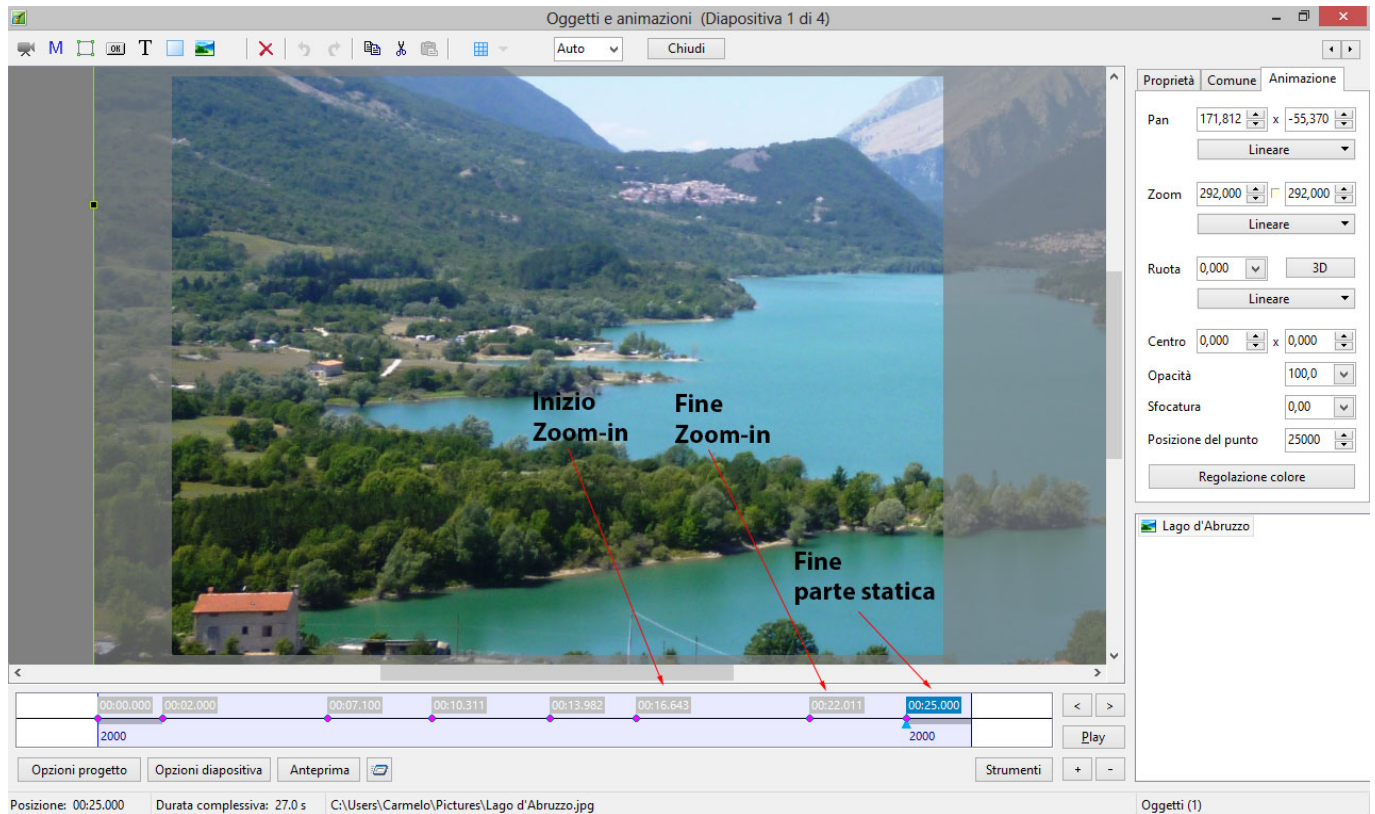 Oggetti e animazioni (Diapositiva 1 di 4)
M OK T Auto Chiudi
Proprietà Comune Animazione
Pan 171,812 x -55,370
Lineare
Zoom 292,000 292,000
Lineare
Ruota 0,000 3D
Lineare
Centro 0,000 x 0,000
Opacità 100,0
Sfocatura 0,00
Posizione del punto 25000
Regolazione colore
Lago d'Abruzzo
Inizio
Zoom-in
Fine
Zoom-in
Fine
parte statica
00:00.000 00:02.000 00:07.100 00:10.311 00:13.982 00:16.643 00:22.011 00:25.000
2000 2000
< >
Play
Opzioni progetto Opzioni diapositiva Anteprima Strumenti + -
Posizione: 00:25.000 Durata complessiva: 27.0 s C:\Users\Carmelo\Pictures\Lago d'Abruzzo.jpg Oggetti (1)